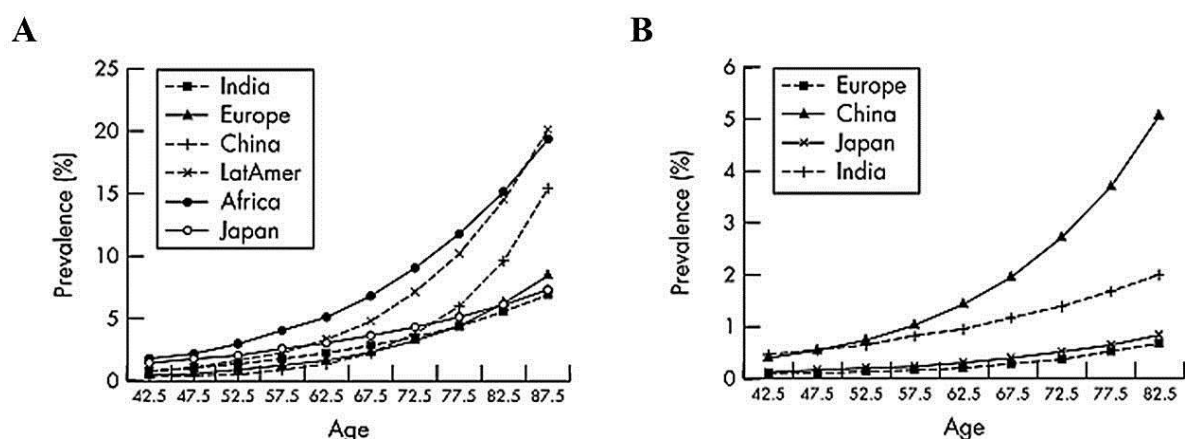 A
Prevalence (%)
25
20
15
10
5
0
India
Europe
China
LatAmer
Africa
Japan
42.5 47.5 52.5 57.5 62.5 67.5 72.5 77.5 82.5 87.5
Age
B
Prevalence (%)
6
5
4
3
2
1
0
Europe
China
Japan
India
42.5 47.5 52.5 57.5 62.5 67.5 72.5 77.5 82.5
Age